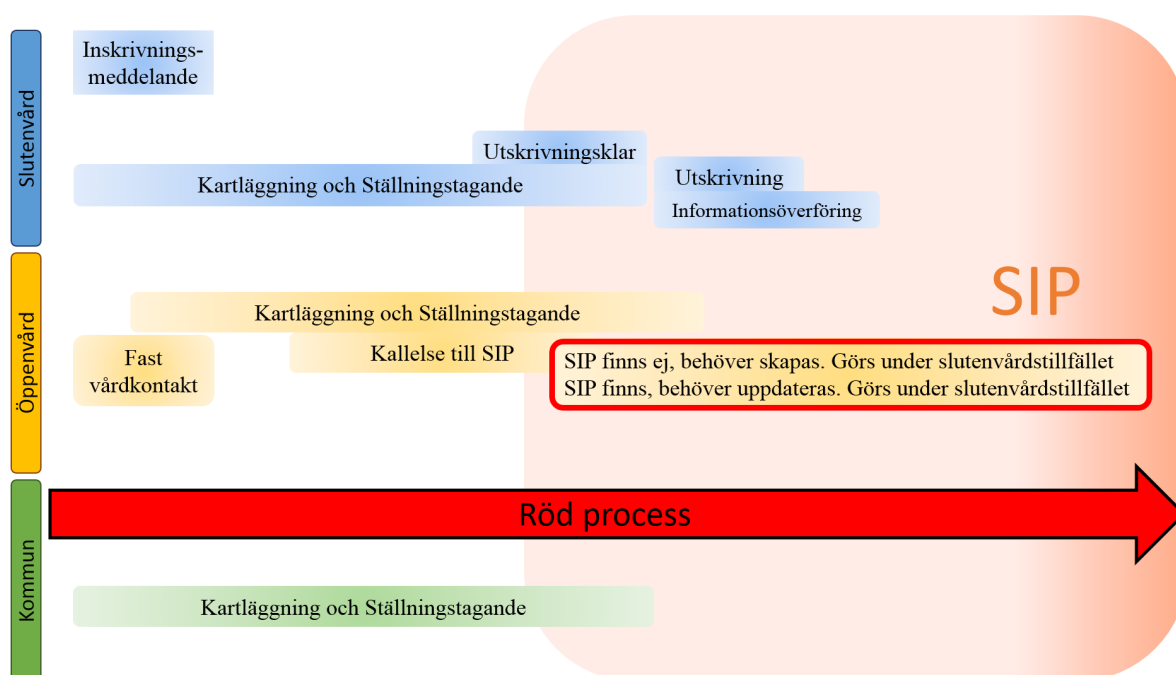 Slutenvård
Inskrivnings-
meddelande
Utskrivningsklar
Kartläggning och Ställningstagande
Utskrivning
Informationsöverföring
SIP
Öppenvård
Kartläggning och Ställningstagande
Fast
vårdkontakt
Kallelse till SIP
SIP finns ej, behöver skapas. Görs under slutenvårdstillfället
SIP finns, behöver uppdateras. Görs under slutenvårdstillfället
Röd process
Kommun
Kartläggning och Ställningstagande